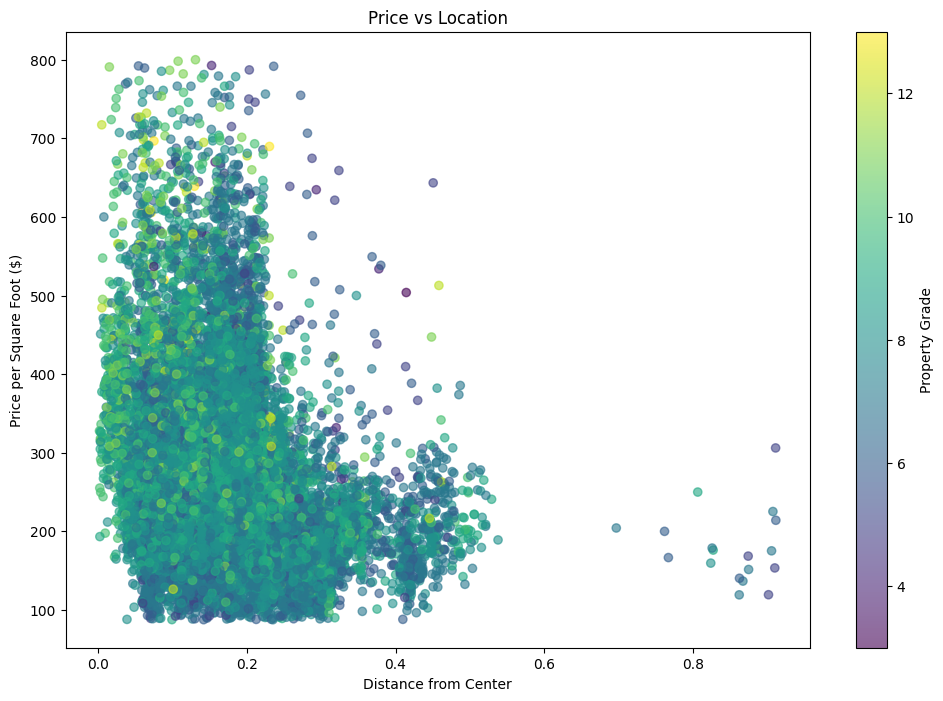 Price vs Location
Price per Square Foot ($)
800
700
600
500
400
300
200
100
0.0 0.2 0.4 0.6 0.8
Distance from Center
12
10
8
6
4
Property Grade